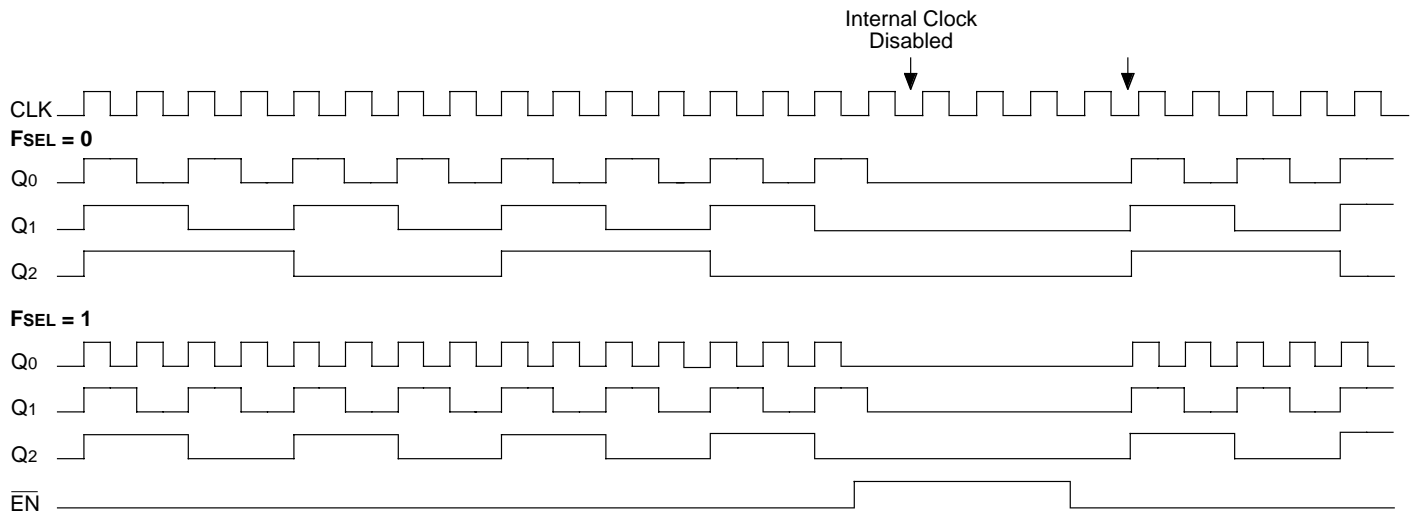 Internal Clock
Disabled
CLK
FSEL = 0
Q0
Q1
Q2
FSEL = 1
Q0
Q1
Q2
EN